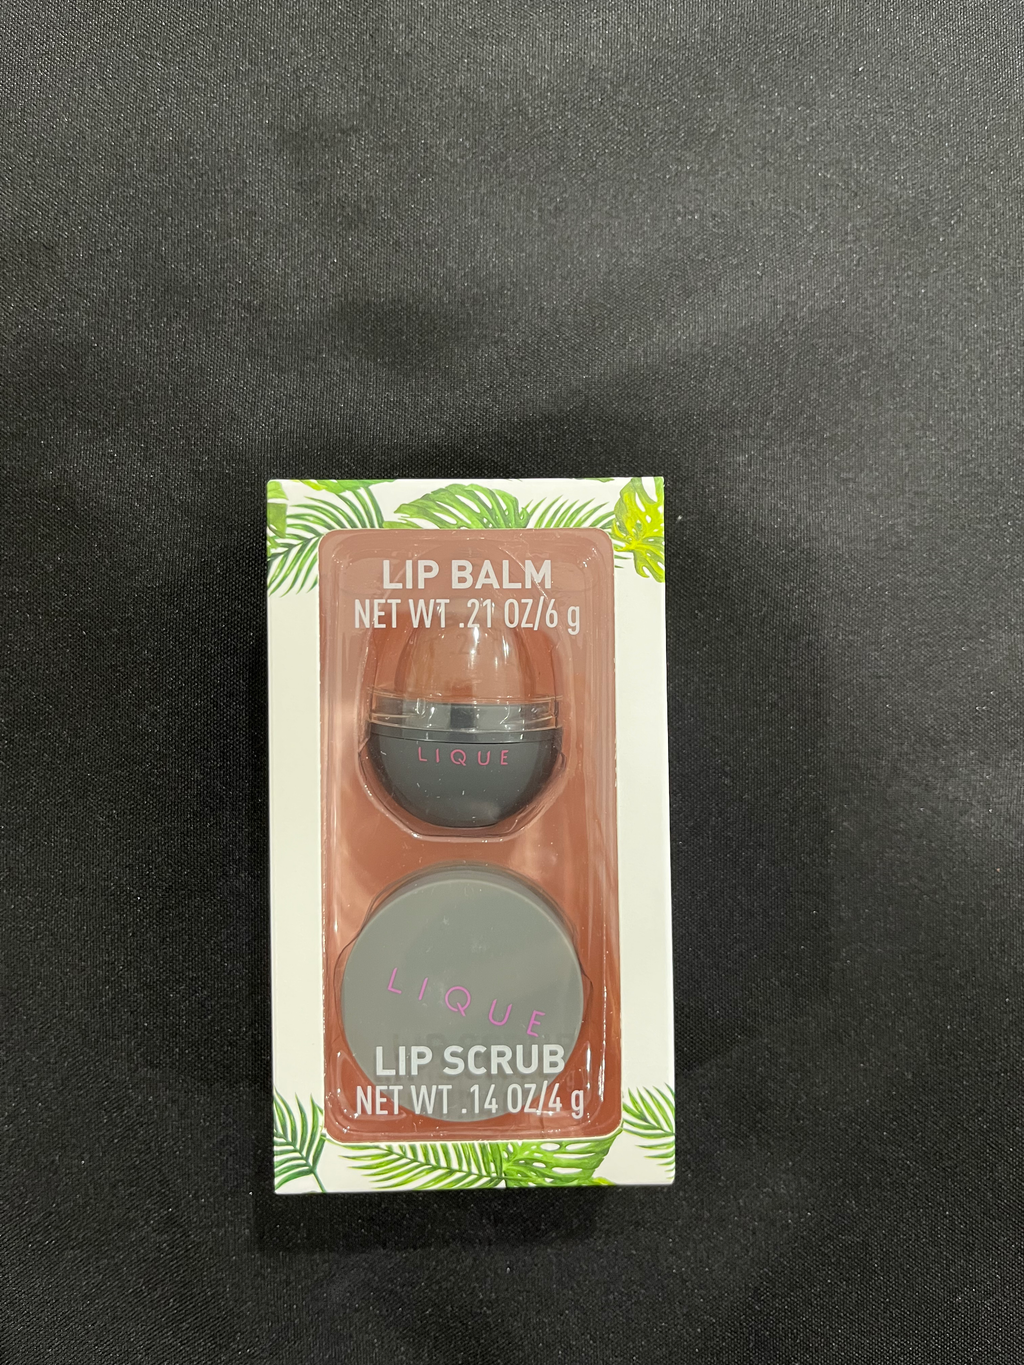 LIP BALM
NET WT .21 OZ/6 g
LIQUE
LIQUE
LIP SCRUB
NET WT .14 OZ/4 g